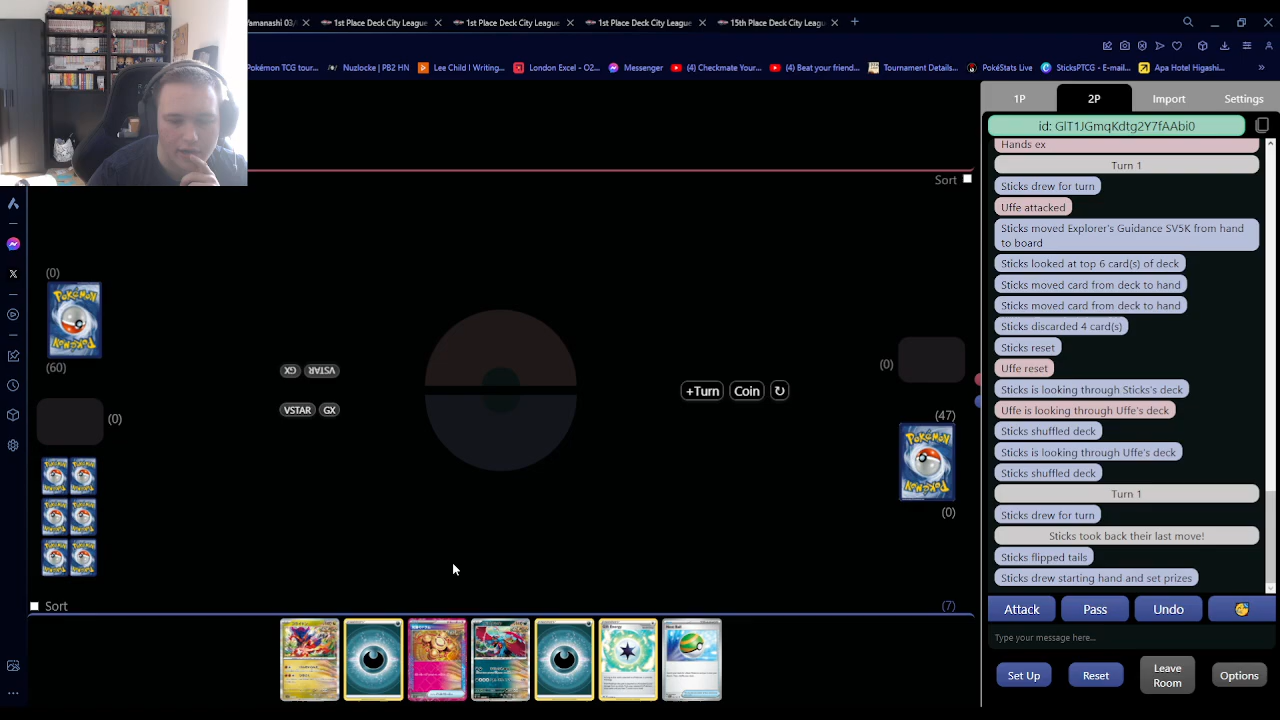 Yamanashi 03/
1st Place Deck City League
1st Place Deck City League
1st Place Deck City League
15th Place Deck City League
Pokémon TCG tour...
Nuzlocke | PB2 HN
Lee Child | Writing...
London Excel - O2...
Messenger
(4) Checkmate Your...
(4) Beat your friend...
Tournament Details...
PokéStats Live
SticksPTCG - E-mail...
Apa Hotel Higashi...
1P
2P
Import
Settings
id: GlT1JGmqKdtg2Y7fAAbi0
Hands ex
Turn 1
Sticks drew for turn
Uffe attacked
Sticks moved Explorer's Guidance SV5K from hand
to board
Sticks looked at top 6 card(s) of deck
Sticks moved card from deck to hand
Sticks moved card from deck to hand
Sticks discarded 4 card(s)
Sticks reset
Uffe reset
Sticks is looking through Sticks's deck
Uffe is looking through Uffe's deck
Sticks shuffled deck
Sticks is looking through Uffe's deck
Sticks shuffled deck
Turn 1
Sticks drew for turn
Sticks took back their last move!
Sticks flipped tails
Sticks drew starting hand and set prizes
Attack
Pass
Undo
Type your message here...
Set Up
Leave
Room
Options
Sort
(0)
(60)
(0)
VSTAR
GX
VSTAR
GX
+Turn
Coin
(0)
(47)
(0)
Sort
(7)